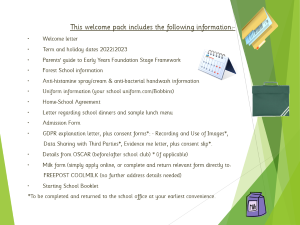 This welcome pack includes the following information:-
• Welcome letter
• Term and holiday dates 2022/2023
• Parents' guide to Early Years Foundation Stage Framework
• Forest School information
• Anti-histamine spray/cream & anti-bacterial handwash information
• Uniform information (your school uniform.com/Bobbins)
• Home-School Agreement
• Letter regarding school dinners and sample lunch menu
• Admission Form
• GDPR explanation letter, plus consent forms*: - Recording and Use of Images*,
Data Sharing with Third Parties*, Evidence me letter, plus consent slip*
• Details from OSCAR (before/after school club) * (if applicable)
• Milk form (simply apply online, or complete and return relevant form directly to:-
FREEPOST COOLMILK (no further address details needed)
• Starting School Booklet
*To be completed and returned to the school office at your earliest convenience